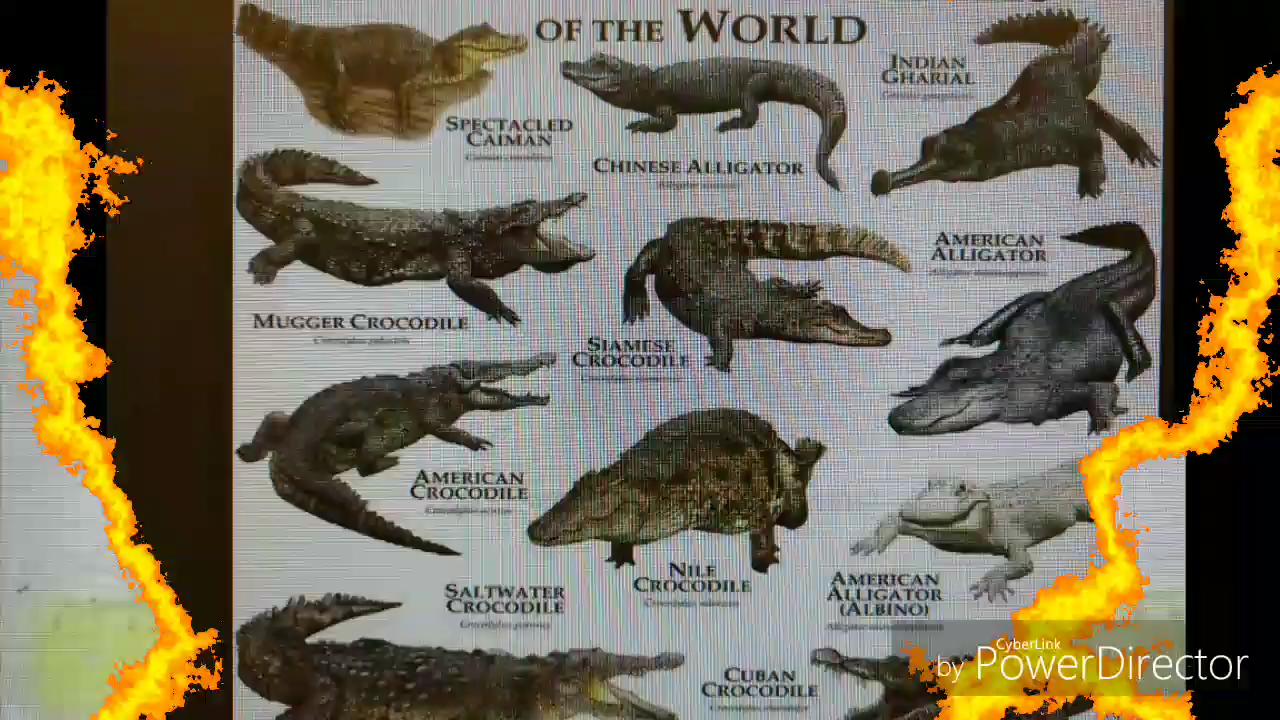 OF THE WORLD
INDIAN
GHARIAL
SPECTACLED
CAIMAN
CHINESE ALLIGATOR
AMERICAN
ALLIGATOR
MUGGER CROCODILE
SIAMESE
CROCODILE
AMERICAN
CROCODILE
NILE
CROCODILE
AMERICAN
ALLIGATOR
(ALBINO)
SALTWATER
CROCODILE
CUBAN
CROCODILE
CyberLink
by PowerDirector